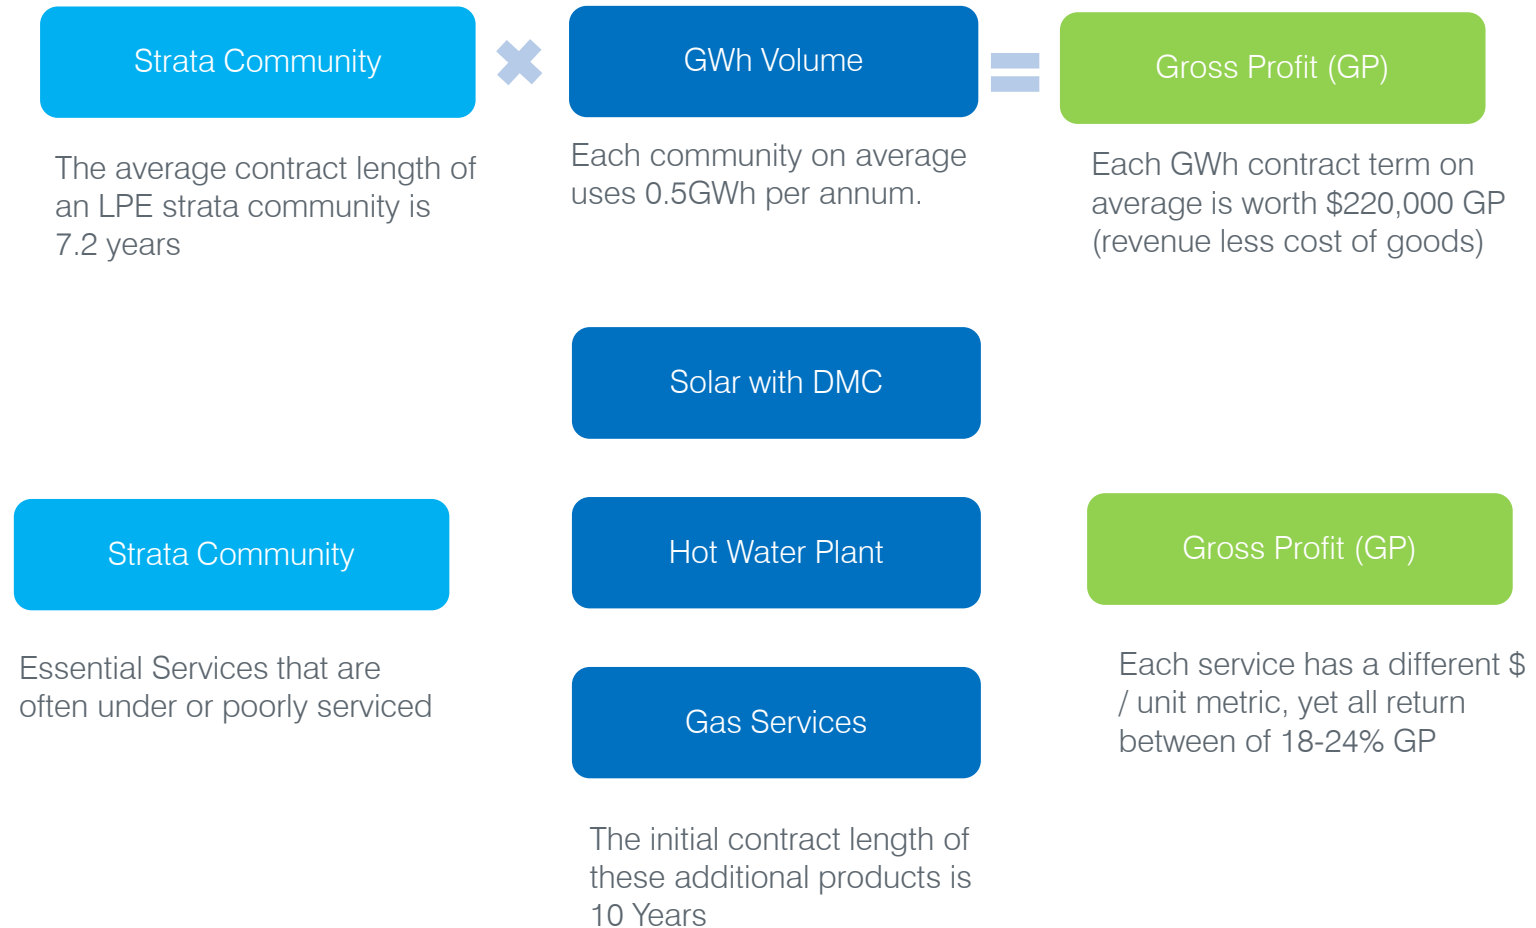 Strata Community
GWh Volume
Gross Profit (GP)
The average contract length of
an LPE strata community is
7.2 years
Each community on average
uses 0.5GWh per annum.
Each GWh contract term on
average is worth $220,000 GP
(revenue less cost of goods)
Solar with DMC
Strata Community
Hot Water Plant
Gross Profit (GP)
Essential Services that are
often under or poorly serviced
Gas Services
Each service has a different $
/ unit metric, yet all return
between of 18-24% GP
The initial contract length of
these additional products is
10 Years